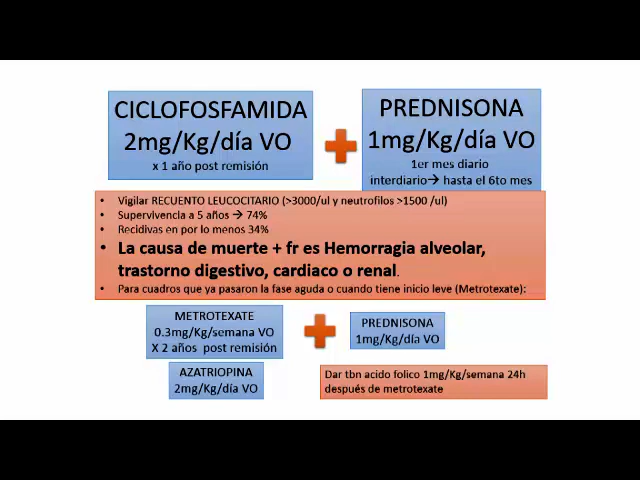 CICLOFOSFAMIDA
2mg/Kg/día VO
x 1 año post remisión
PREDNISONA
1mg/Kg/día VO
1er mes diario
interdiario→ hasta el 6to mes
• Vigilar RECUENTO LEUCOCITARIO (>3000/ul y neutrofilos >1500 /ul)
• Supervivencia a 5 años → 74%
• Recidivas en por lo menos 34%
• La causa de muerte + fr es Hemorragia alveolar,
trastorno digestivo, cardiaco o renal.
• Para cuadros que ya pasaron la fase aguda o cuando tiene inicio leve (Metrotexate):
METROTEXATE
0.3mg/Kg/semana VO
X 2 años post remisión
PREDNISONA
1mg/Kg/día VO
AZATRIOPINA
2mg/Kg/día VO
Dar tbn acido folico 1mg/Kg/semana 24h
después de metrotexate